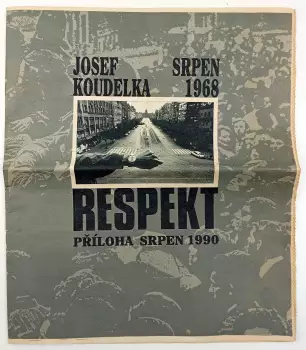 JOSEF SRPEN
KOUDELKA 1968
RESPEKT
PŘÍLOHA SRPEN 1990